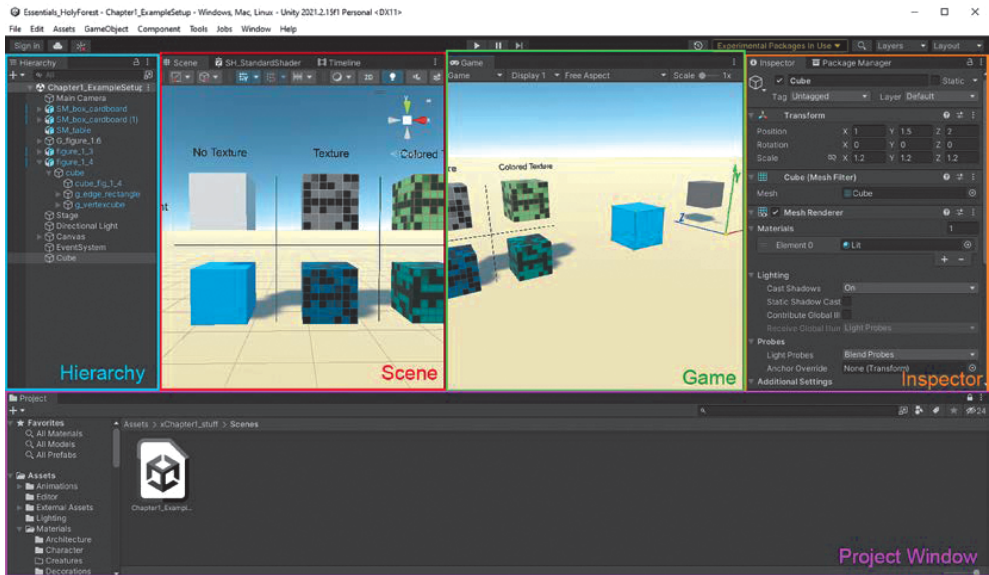 Essentials_HolyForest - Chapter1_ExampleSetup - Windows, Mac, Linux - Unity 2021.2.15f1 Personal <DX11>
File Edit Assets GameObject Component Tools Jobs Window Help
Sign in
Experimental Packages in Use
Layers
Layout
Hierarchy
All
Chapter1_ExampleSetup
Main Camera
SM_box_cardboard
SM_box_cardboard (1)
SM_table
G_figure_1.6
figure_1_3
figure_1_4
cube
cube_fig_1_4
g_edge_rectangle
g_vertexcube
Stage
Directional Light
Canvas
EventSystem
Cube
Hierarchy
Scene SH_StandardShader Timeline
2D
No Texture Texture Colored T
Scene
Game
Game Display 1 Free Aspect Scale 1x
re Colored Texture
Game
Inspector Package Manager
Cube Static
Tag Untagged Layer Default
Transform
Position X 1 Y 1.5 Z 2
Rotation X 0 Y 0 Z 0
Scale X 1.2 Y 1.2 Z 1.2
Cube (Mesh Filter)
Mesh Cube
Mesh Renderer
Materials 1
Element 0 Lit
Lighting
Cast Shadows On
Static Shadow Cast
Contribute Global Ill
Receive Global Illum Light Probes
Probes
Light Probes Blend Probes
Anchor Override None (Transform)
Additional Settings
Inspector
Project
24
Favorites
All Materials
All Models
All Prefabs
Assets
Animations
Editor
External Assets
Lighting
Materials
Architecture
Character
Creatures
Decorations
Assets > xChapter1_stuff > Scenes
Chapter1_Exampl...
Project Window